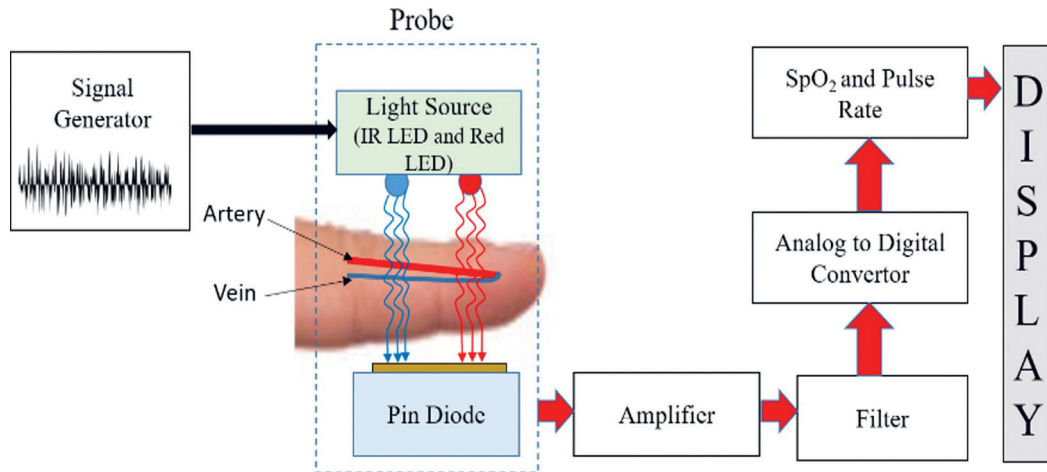 Probe
Signal
Generator
Light Source
(IR LED and Red
LED)
Artery
Vein
Pin Diode
Amplifier
Filter
Analog to Digital
Convertor
SpO₂ and Pulse
Rate
DISPLAY